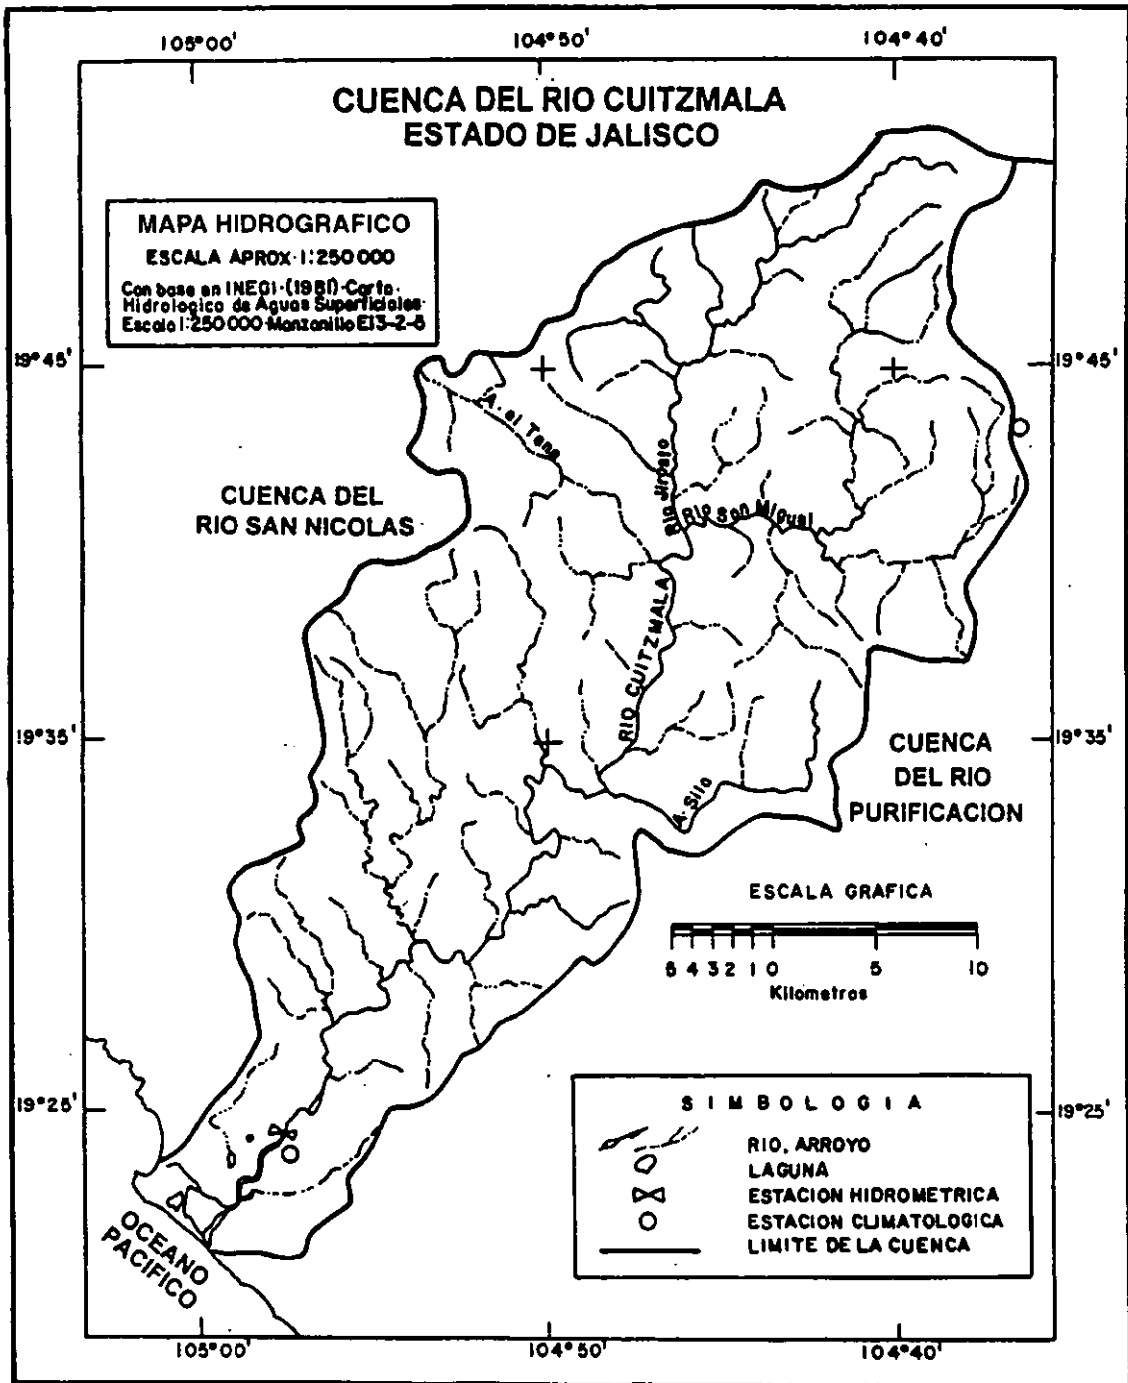 105°00' 104°50' 104°40'
CUENCA DEL RIO CUITZMALA
ESTADO DE JALISCO
MAPA HIDROGRAFICO
ESCALA APROX·1:250 000
Con base en INEGI·(1981)·Carta·
Hidrologica de Aguas Superficiales·
Escala 1:250 000·Manzanillo E13-2-5
19°45' 19°45'
A. el Tene
CUENCA DEL
RIO SAN NICOLAS
Rio Jirosto
Rio San Miguel
RIO CUITZMALA
19°35' 19°35'
CUENCA
DEL RIO
PURIFICACION
A. Silo
ESCALA GRAFICA
5 4 3 2 1 0 5 10
Kilometros
19°25' 19°25'
SIMBOLOGIA
RIO, ARROYO
LAGUNA
ESTACION HIDROMETRICA
ESTACION CLIMATOLOGICA
LIMITE DE LA CUENCA
OCEANO
PACIFICO
105°00' 104°50' 104°40'